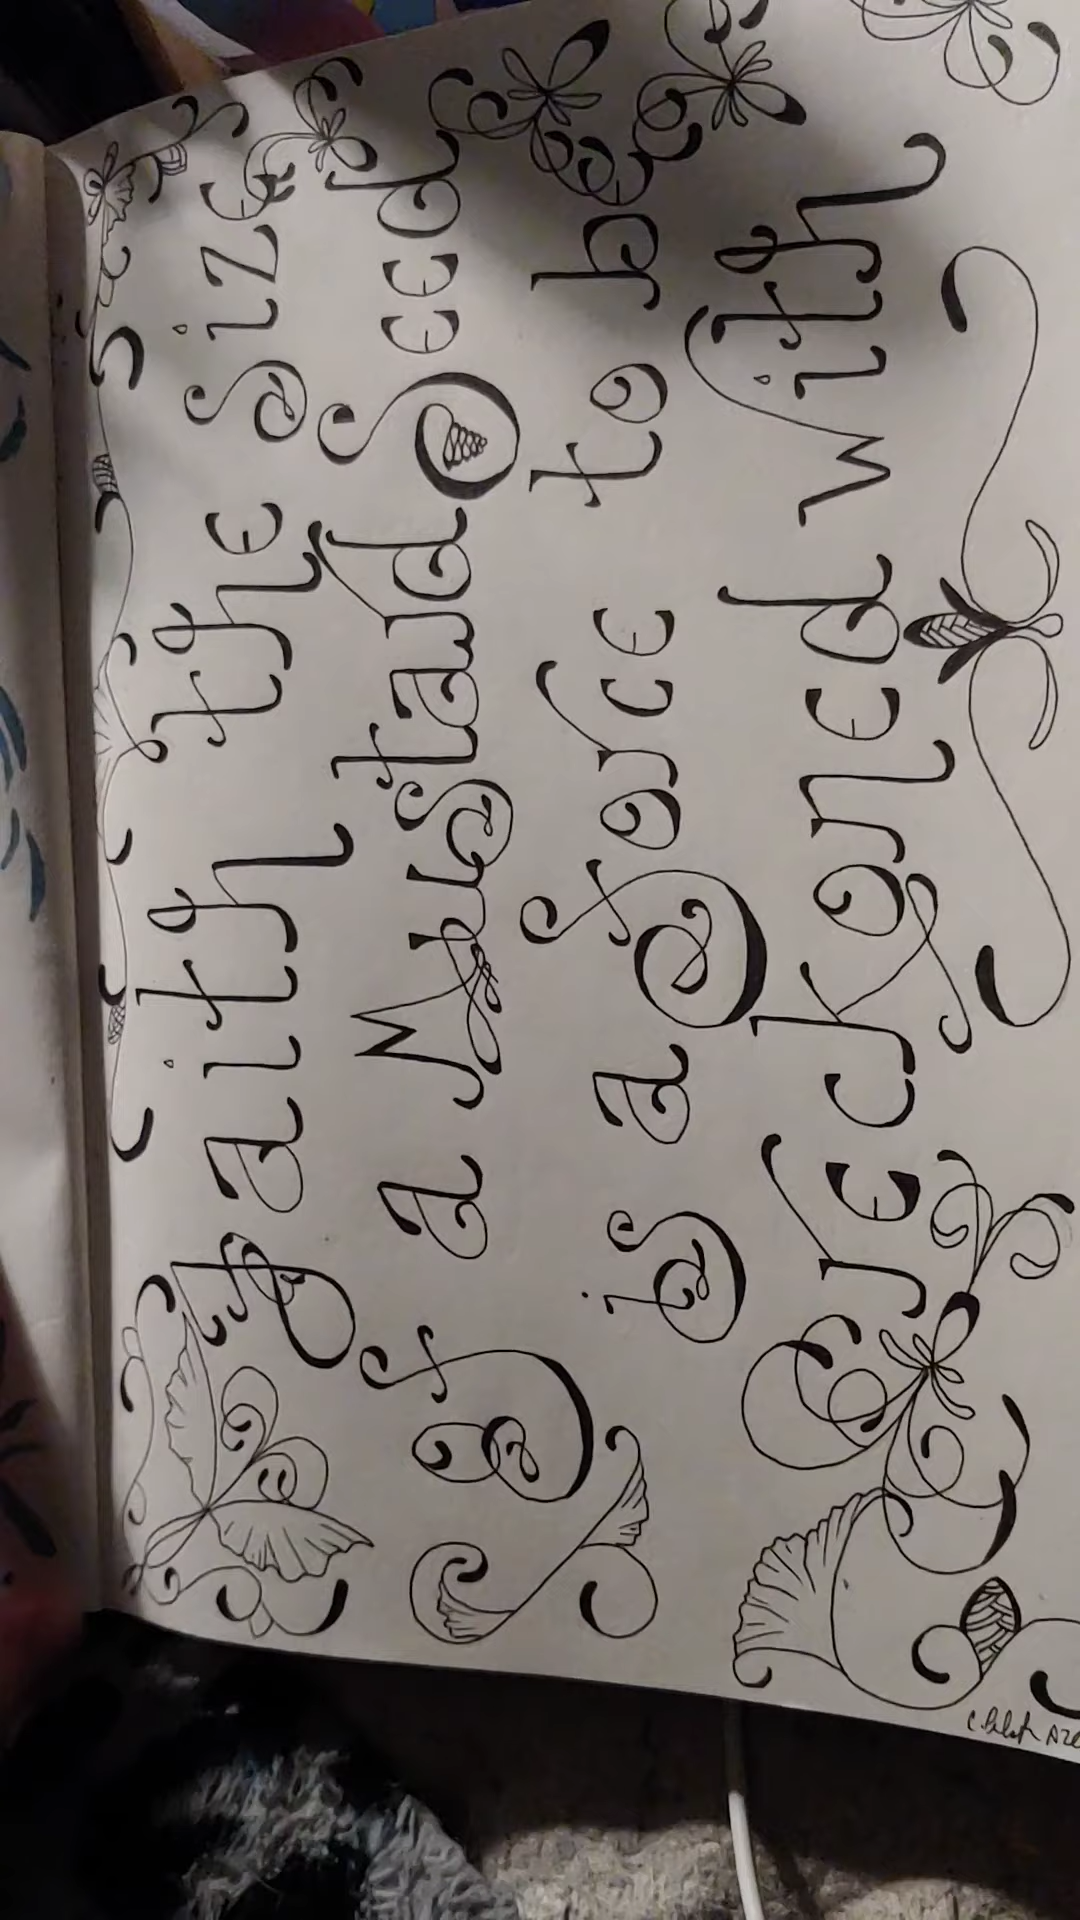 Faith the Size
of a Mustard Seed
is a force to be
reckoned with